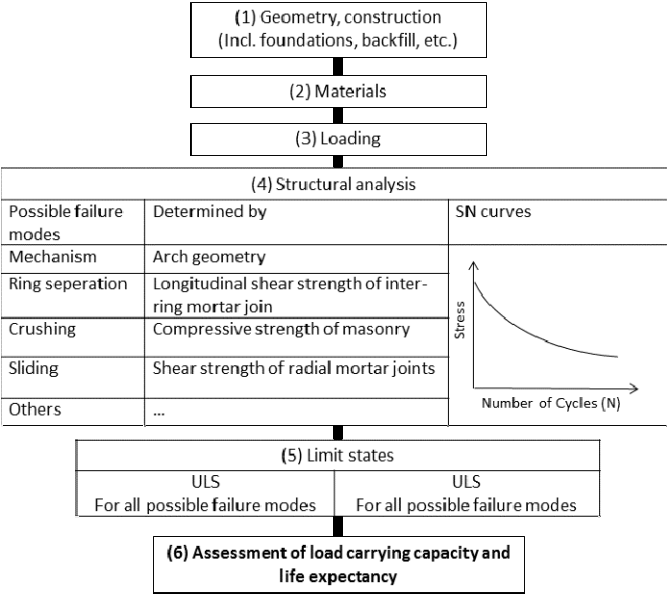 (1) Geometry, construction
(Incl. foundations, backfill, etc.)
(2) Materials
(3) Loading
(4) Structural analysis
Possible failure
modes
Determined by
SN curves
Mechanism
Arch geometry
Ring seperation
Longitudinal shear strength of inter-
ring mortar join
Crushing
Compressive strength of masonry
Sliding
Shear strength of radial mortar joints
Others
...
Stress
Number of Cycles (N)
(5) Limit states
ULS
For all possible failure modes
ULS
For all possible failure modes
(6) Assessment of load carrying capacity and
life expectancy